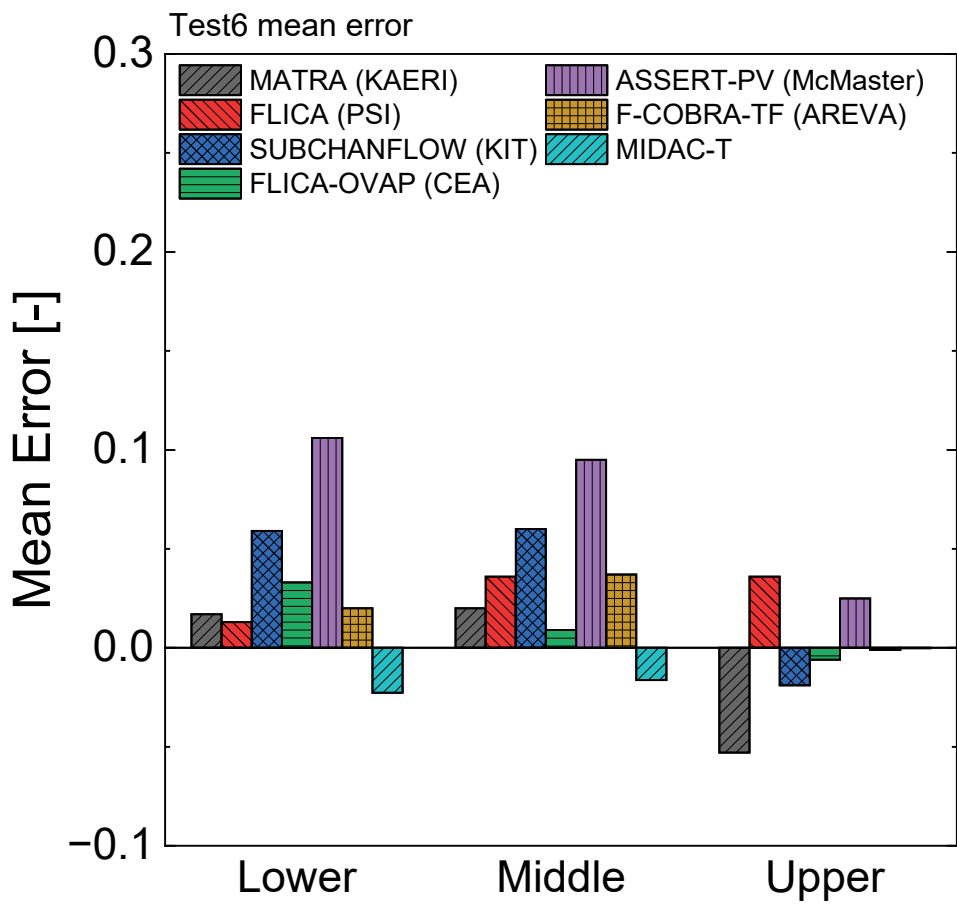 Test6 mean error
0.3
MATRA (KAERI)
FLICA (PSI)
SUBCHANFLOW (KIT)
FLICA-OVAP (CEA)
ASSERT-PV (McMaster)
F-COBRA-TF (AREVA)
MIDAC-T
0.2
0.1
0.0
−0.1
Mean Error [-]
Lower Middle Upper